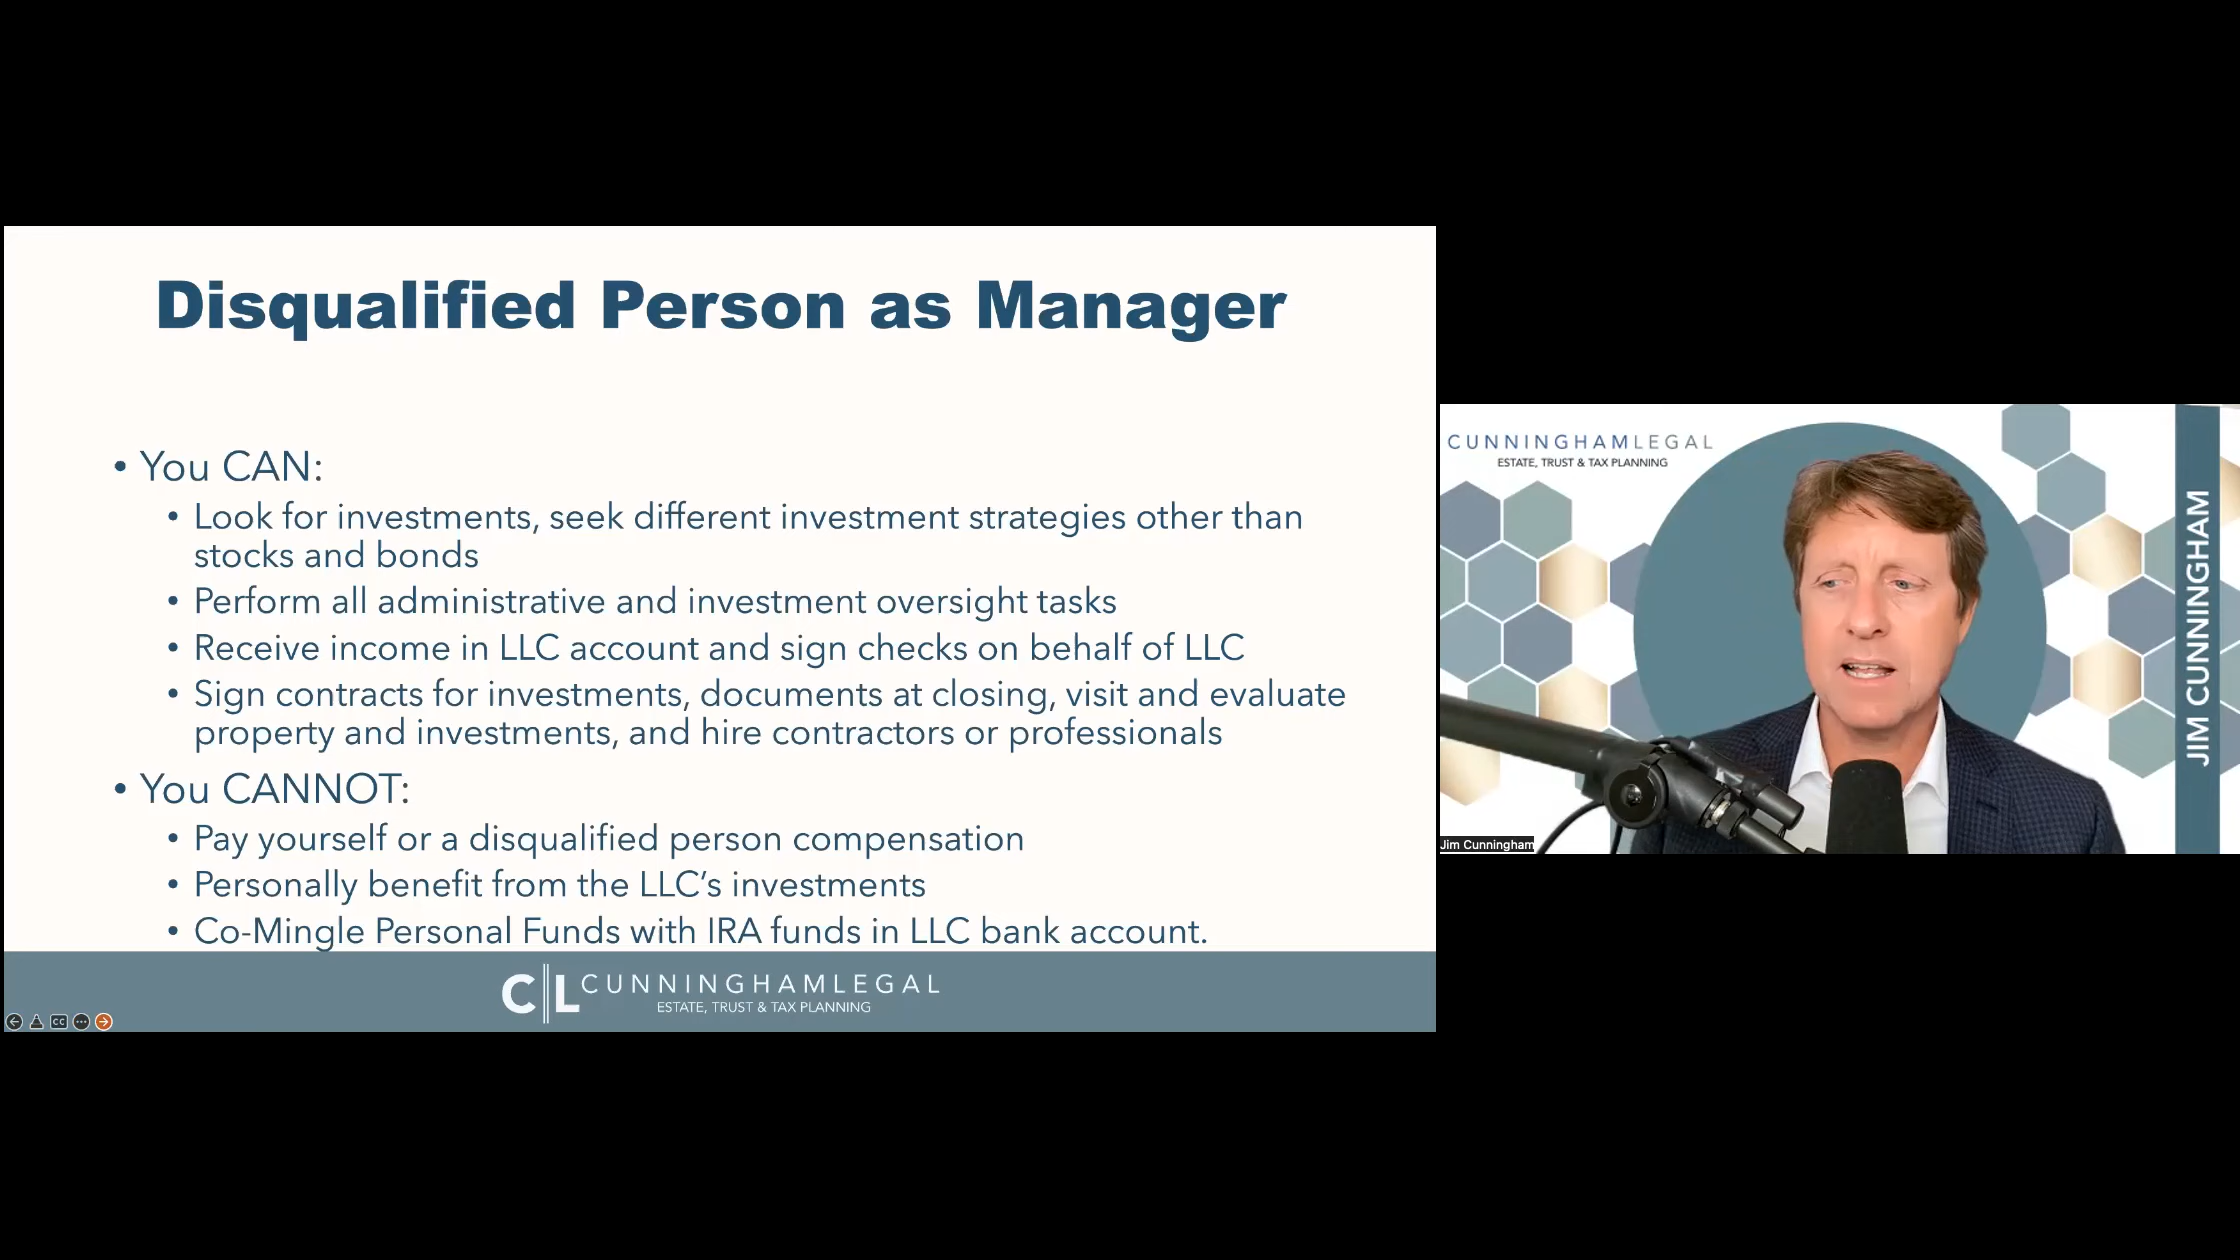 Disqualified Person as Manager
• You CAN:
• Look for investments, seek different investment strategies other than
stocks and bonds
• Perform all administrative and investment oversight tasks
• Receive income in LLC account and sign checks on behalf of LLC
• Sign contracts for investments, documents at closing, visit and evaluate
property and investments, and hire contractors or professionals
• You CANNOT:
• Pay yourself or a disqualified person compensation
• Personally benefit from the LLC’s investments
• Co-Mingle Personal Funds with IRA funds in LLC bank account.
CL CUNNINGHAMLEGAL
ESTATE, TRUST & TAX PLANNING
CC
CUNNINGHAMLEGAL
ESTATE, TRUST & TAX PLANNING
JIM CUNNINGHAM
Jim Cunningham